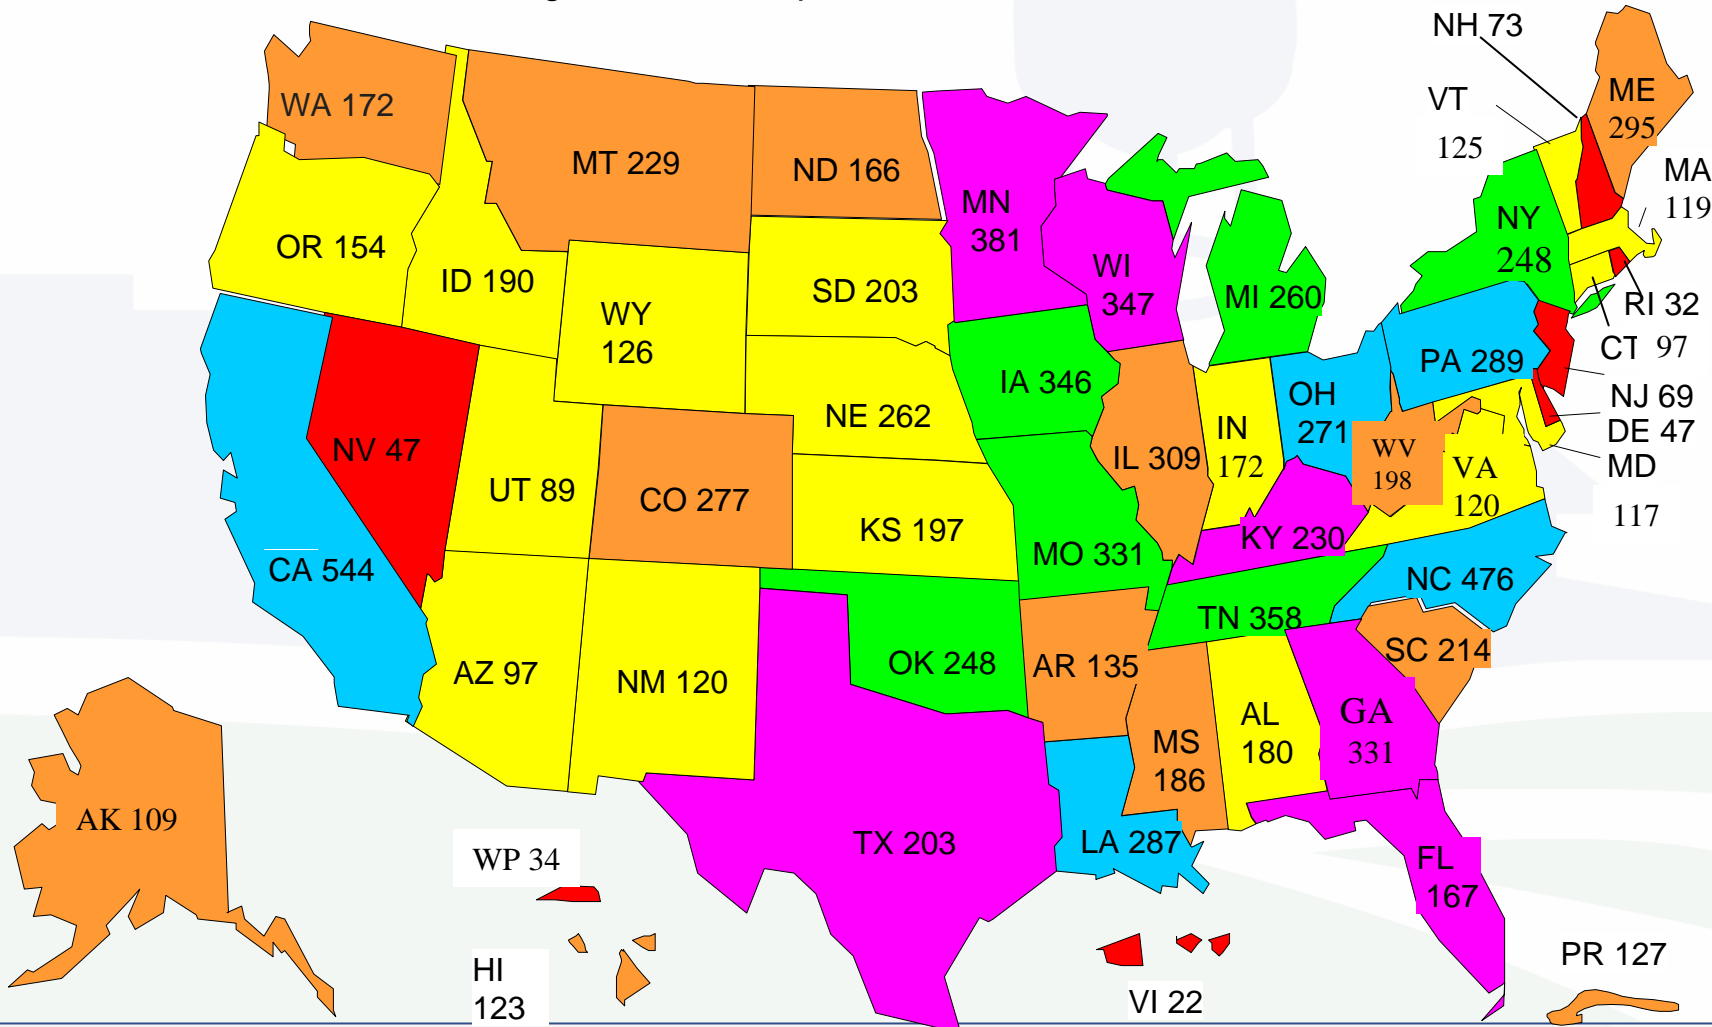 NH 73
ME
295
VT
125
WA 172
MT 229
ND 166
MA
119
MN
381
NY
248
OR 154
ID 190
SD 203
WI
347
MI 260
RI 32
WY
126
CT 97
PA 289
IA 346
NJ 69
NE 262
OH
271
DE 47
IN
172
NV 47
IL 309
WV
198
VA
120
MD
117
UT 89
CO 277
KS 197
KY 230
MO 331
CA 544
NC 476
TN 358
SC 214
AZ 97
NM 120
OK 248
AR 135
GA
331
AL
180
MS
186
AK 109
TX 203
LA 287
WP 34
FL
167
HI
123
PR 127
VI 22